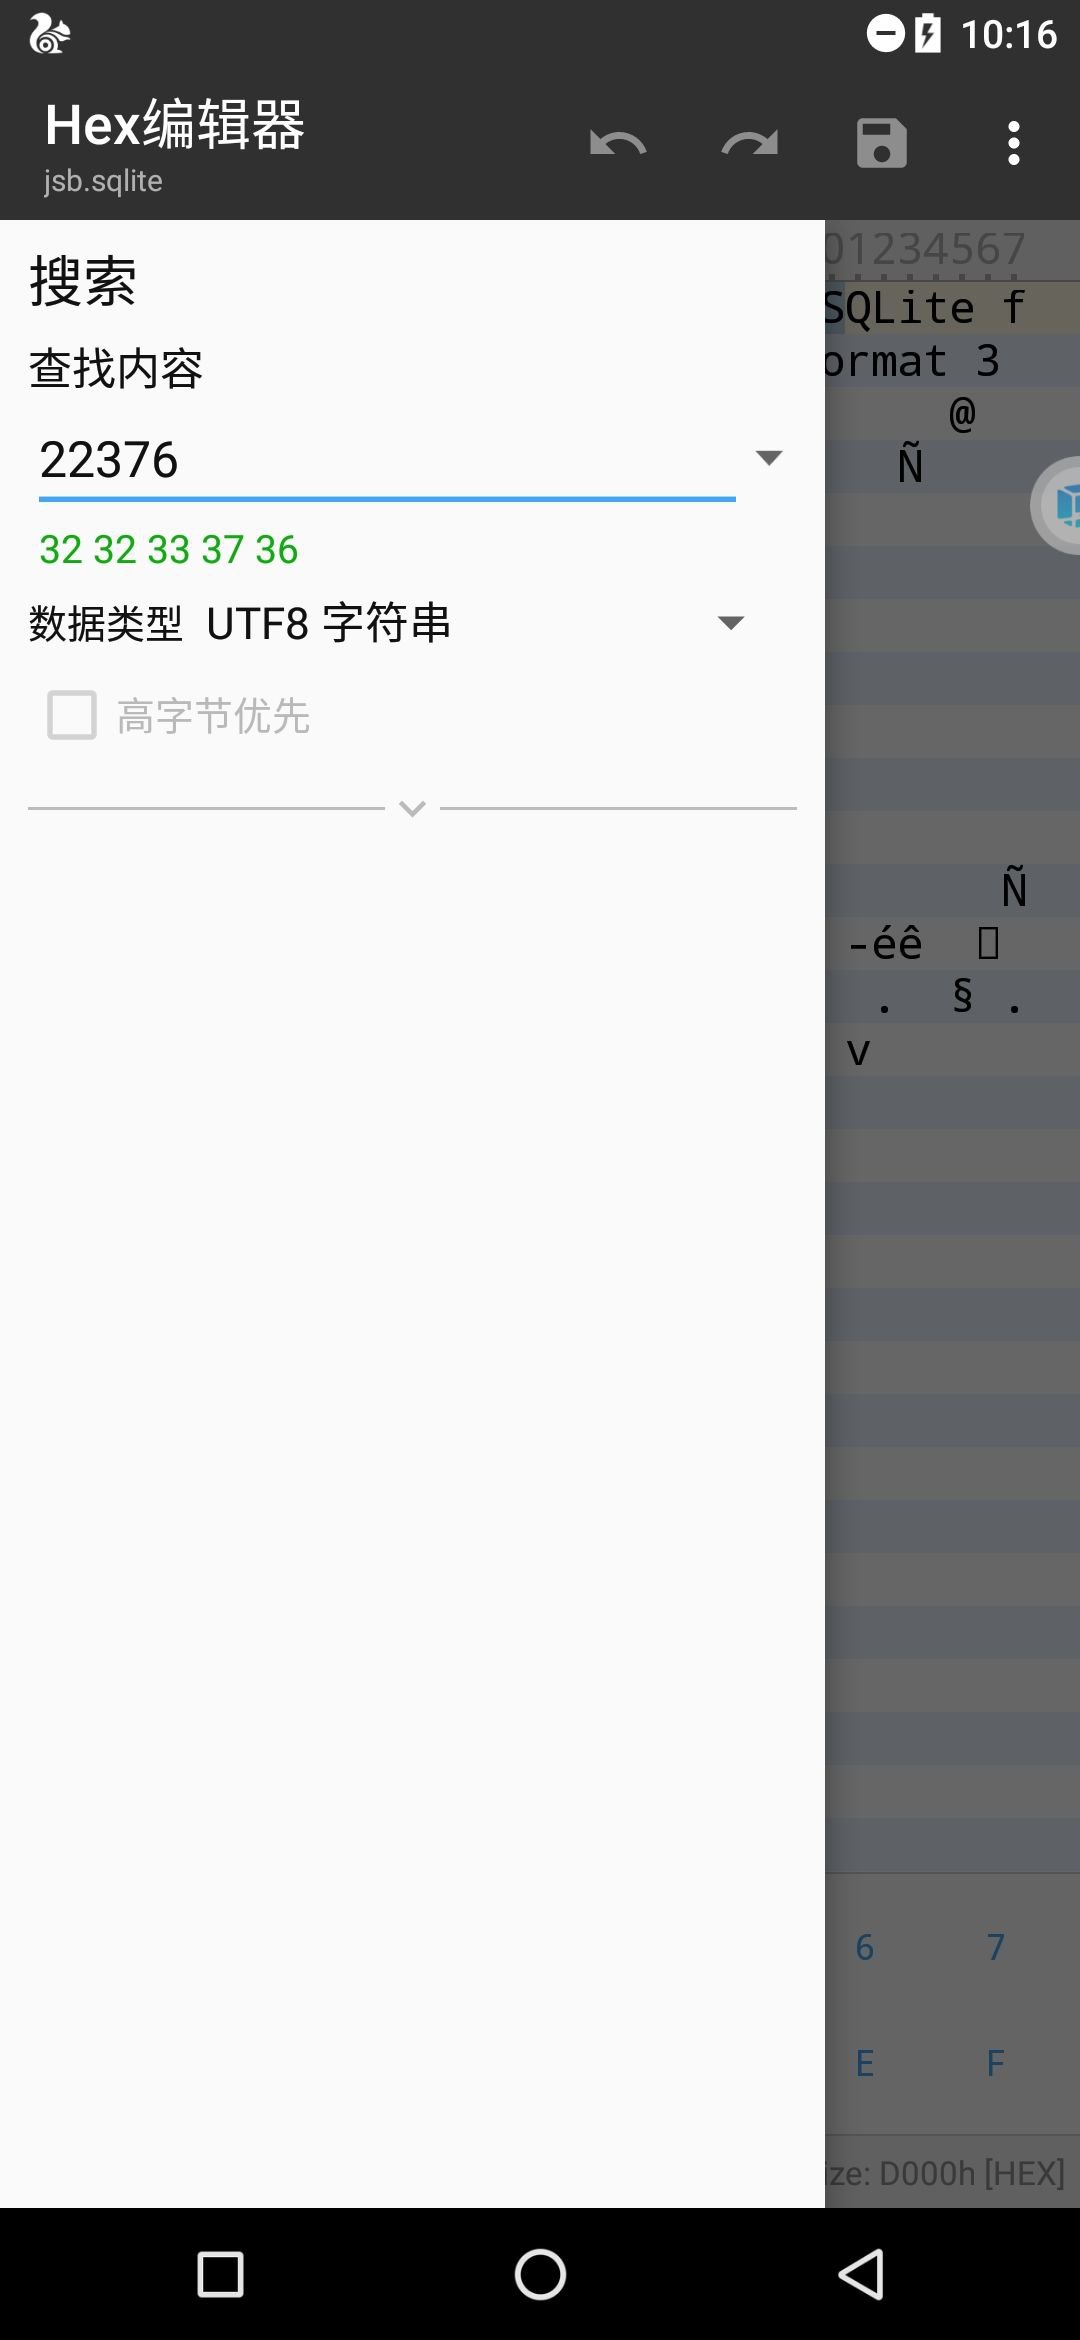 10:16
Hex编辑器
jsb.sqlite
搜索
01234567
查找内容
SQLite f
ormat 3
22376
@
Ñ
32 32 33 37 36
数据类型 UTF8 字符串
高字节优先
Ñ
-éê
. § .
v
6 7
E F
ize: D000h [HEX]